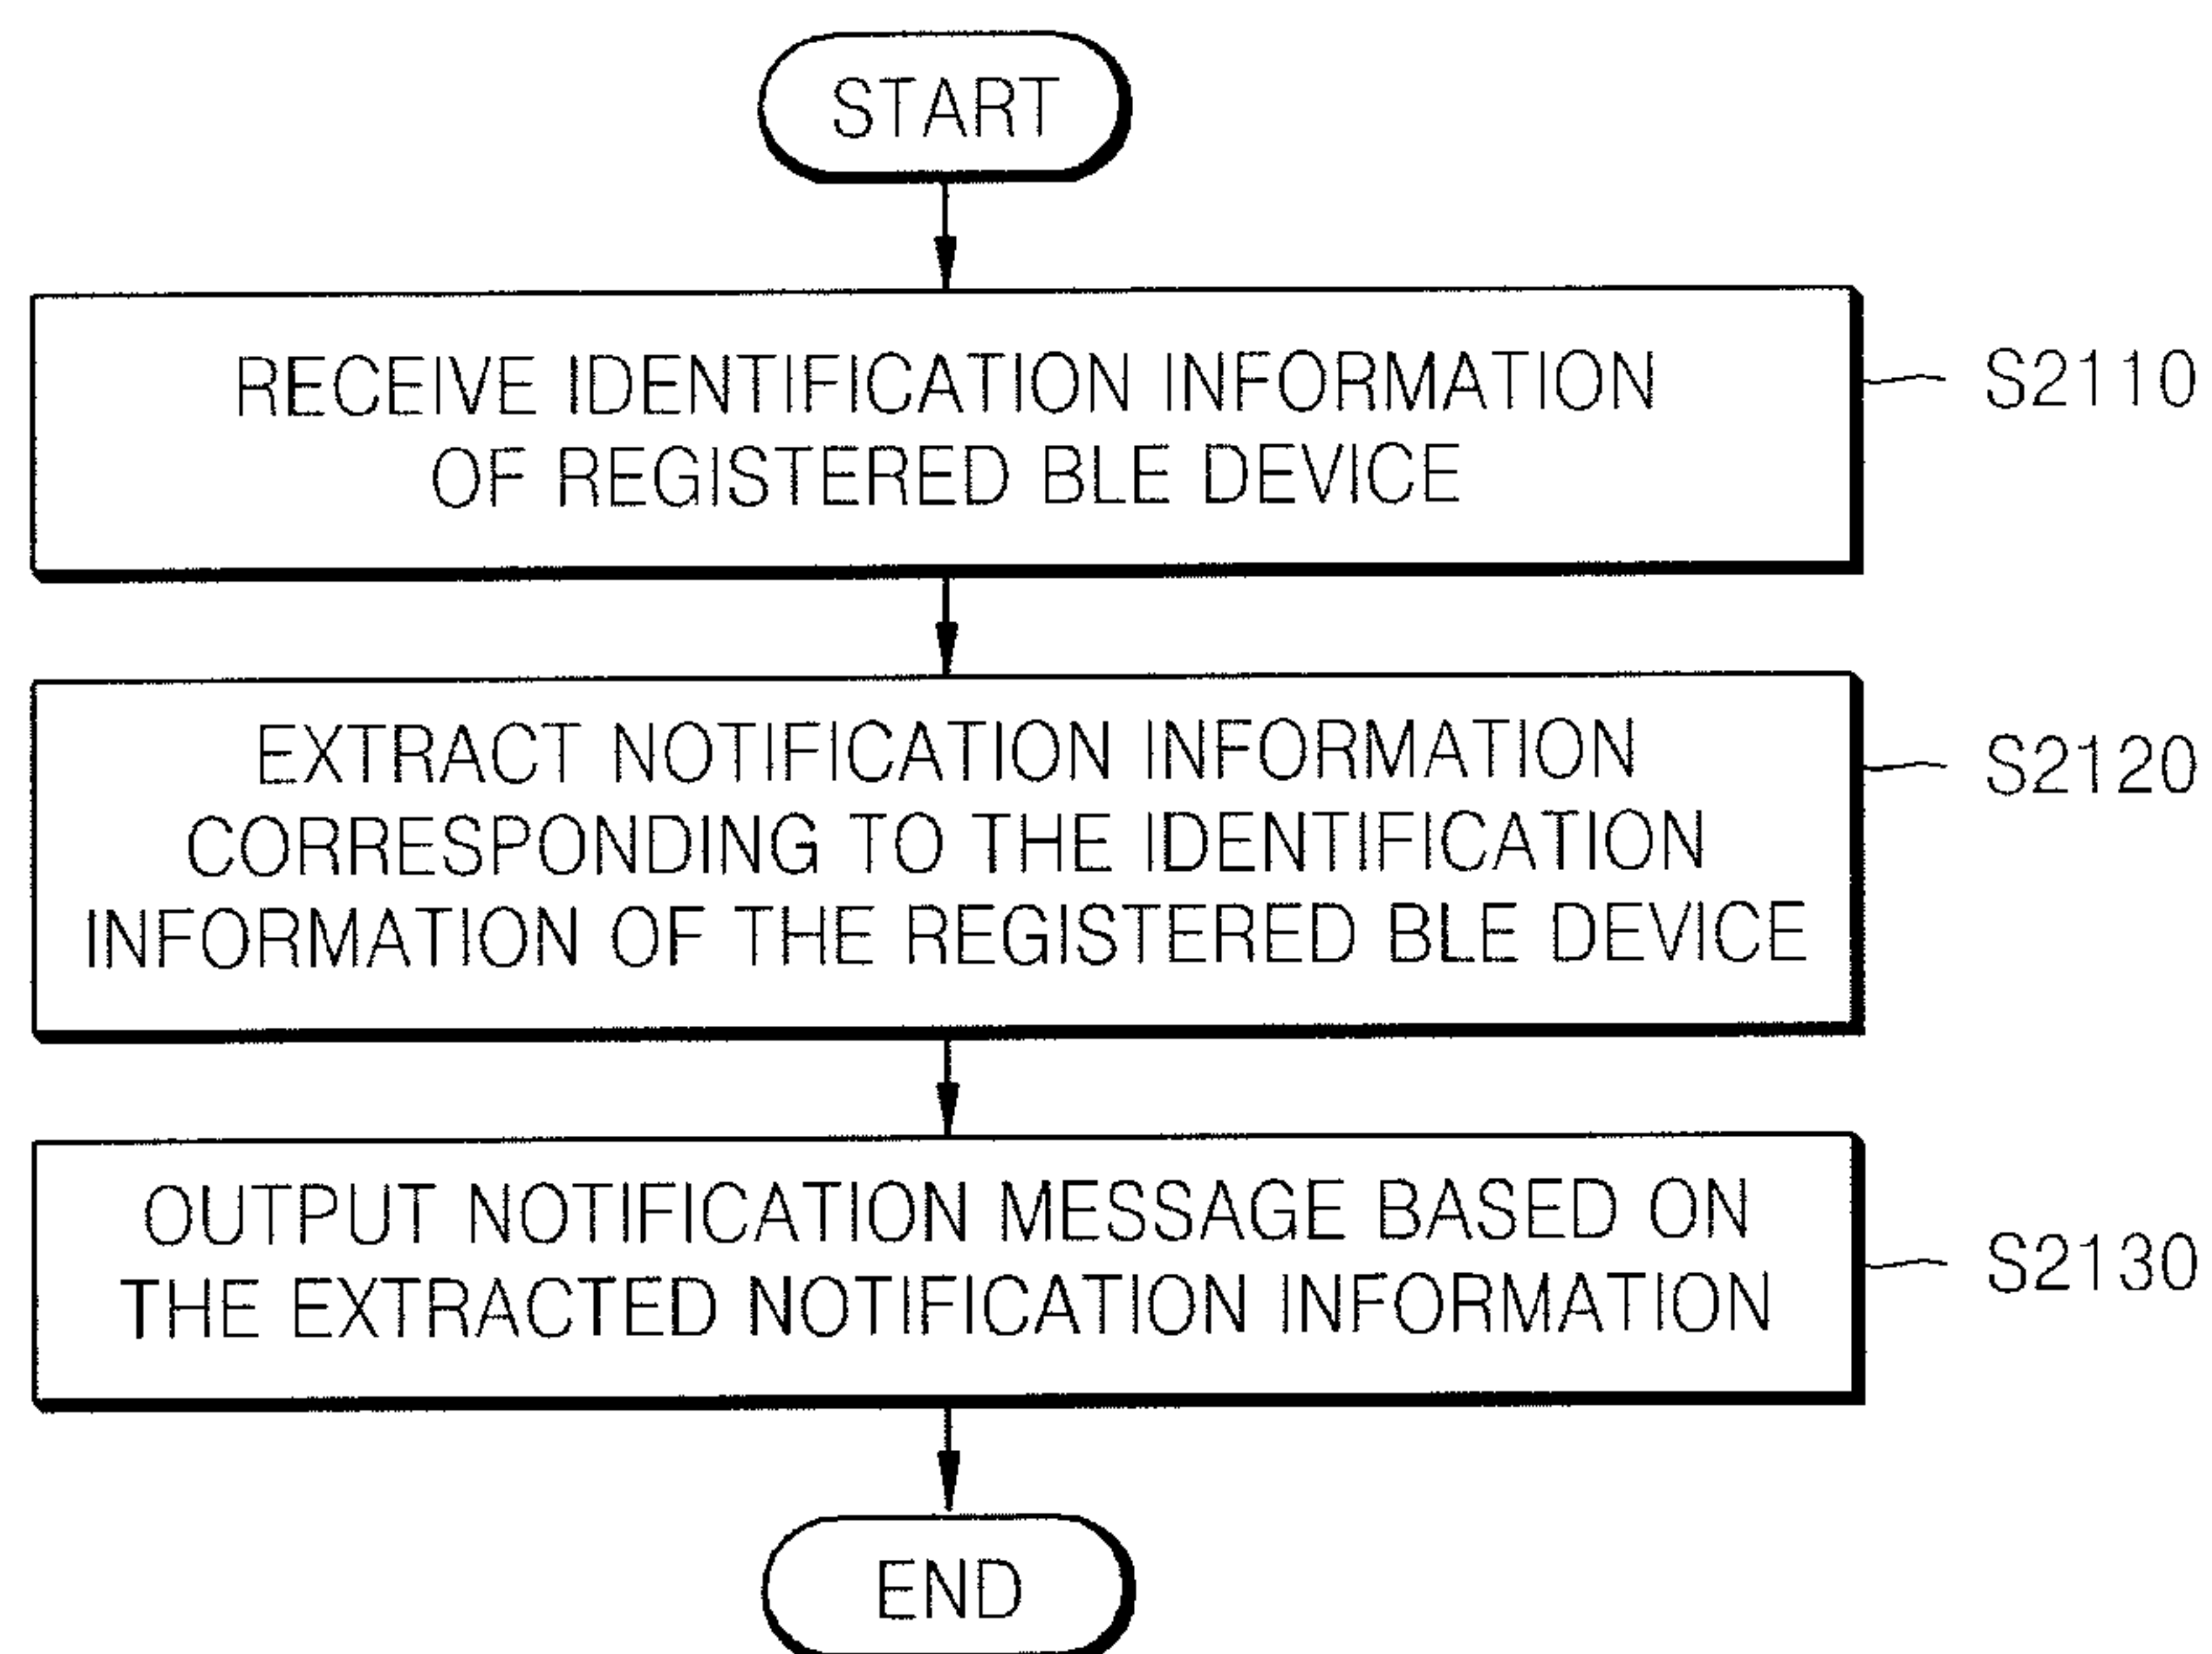 START
RECEIVE IDENTIFICATION INFORMATION
OF REGISTERED BLE DEVICE
S2110
EXTRACT NOTIFICATION INFORMATION
CORRESPONDING TO THE IDENTIFICATION
INFORMATION OF THE REGISTERED BLE DEVICE
S2120
OUTPUT NOTIFICATION MESSAGE BASED ON
THE EXTRACTED NOTIFICATION INFORMATION
S2130
END